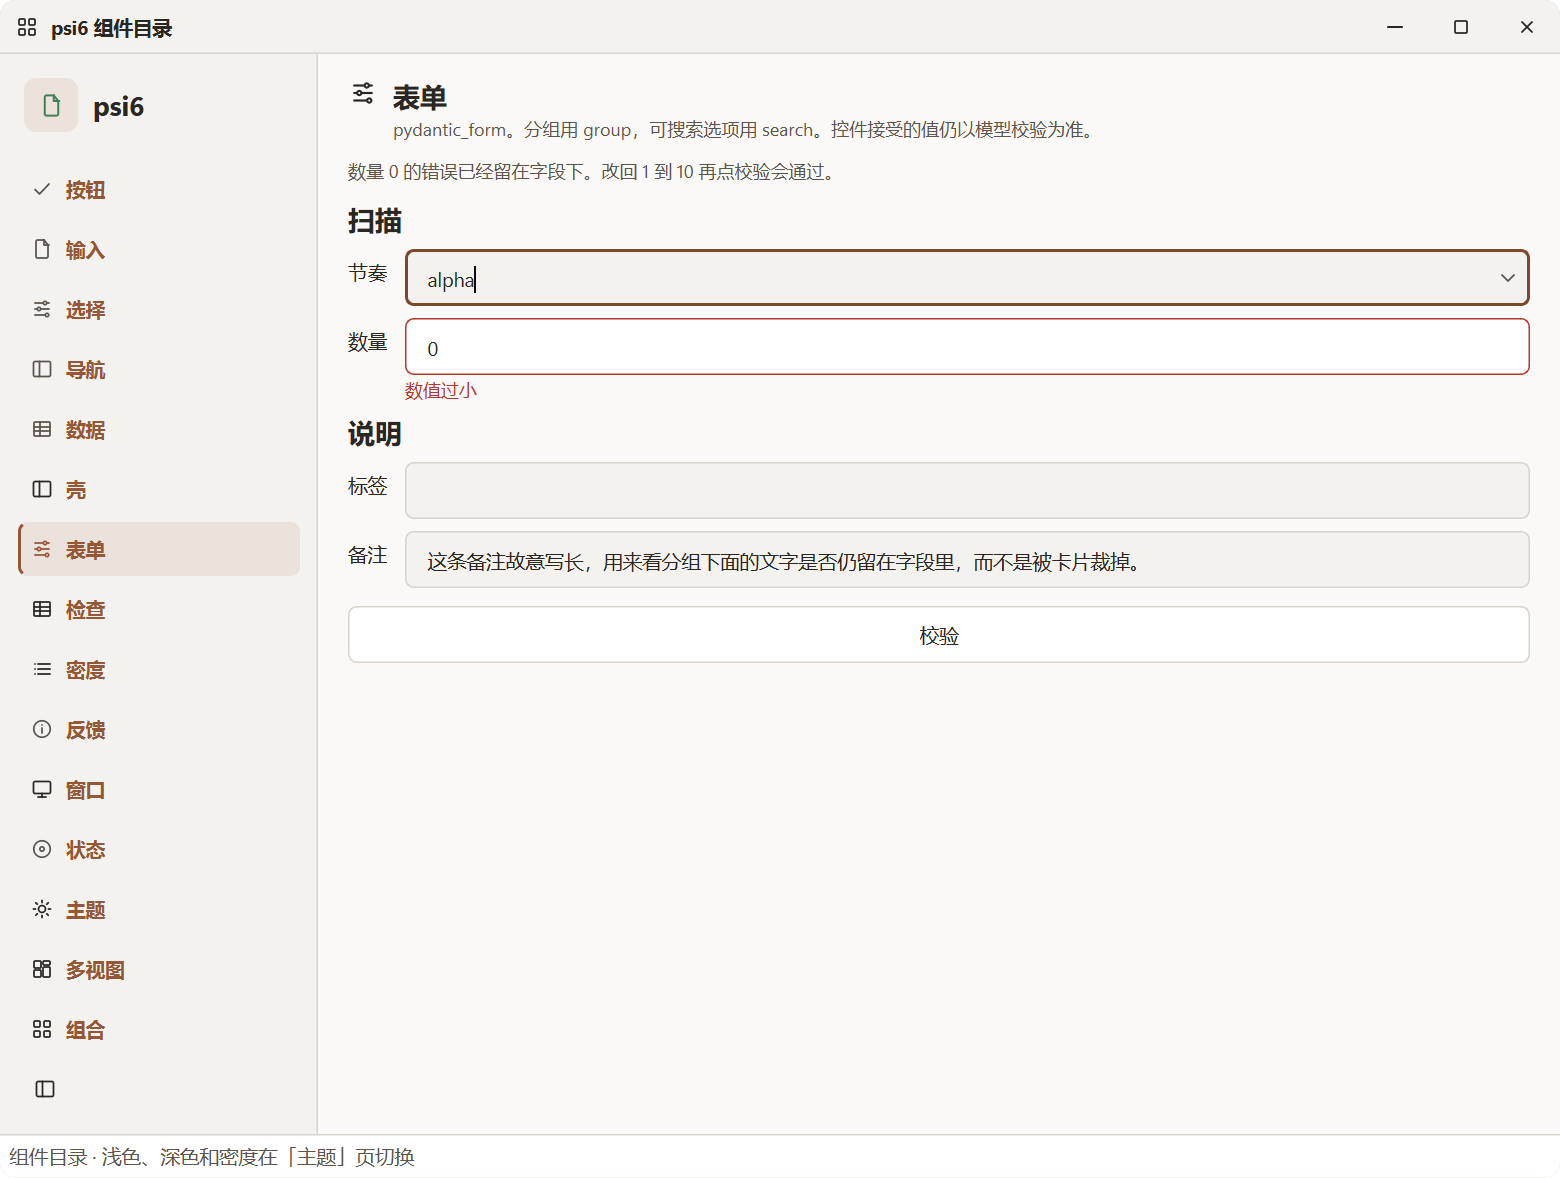 psi6 组件目录
psi6
按钮
输入
选择
导航
数据
壳
表单
检查
密度
反馈
窗口
状态
主题
多视图
组合
表单
pydantic_form。分组用 group，可搜索选项用 search。控件接受的值仍以模型校验为准。
数量 0 的错误已经留在字段下。改回 1 到 10 再点校验会通过。
扫描
节奏 alpha
数量 0
数值过小
说明
标签
备注 这条备注故意写长，用来看分组下面的文字是否仍留在字段里，而不是被卡片裁掉。
校验
组件目录 · 浅色、深色和密度在「主题」页切换